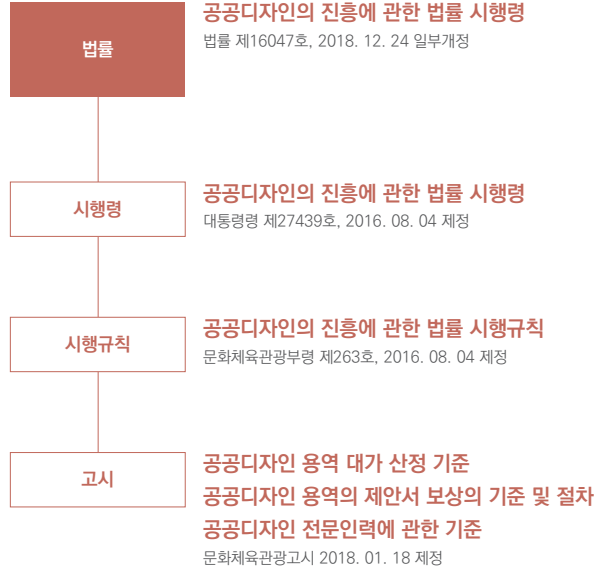 법률
공공디자인의 진흥에 관한 법률 시행령
법률 제16047호, 2018. 12. 24 일부개정
시행령
공공디자인의 진흥에 관한 법률 시행령
대통령령 제27439호, 2016. 08. 04 제정
시행규칙
공공디자인의 진흥에 관한 법률 시행규칙
문화체육관광부령 제263호, 2016. 08. 04 제정
고시
공공디자인 용역 대가 산정 기준
공공디자인 용역의 제안서 보상의 기준 및 절차
공공디자인 전문인력에 관한 기준
문화체육관광고시 2018. 01. 18 제정